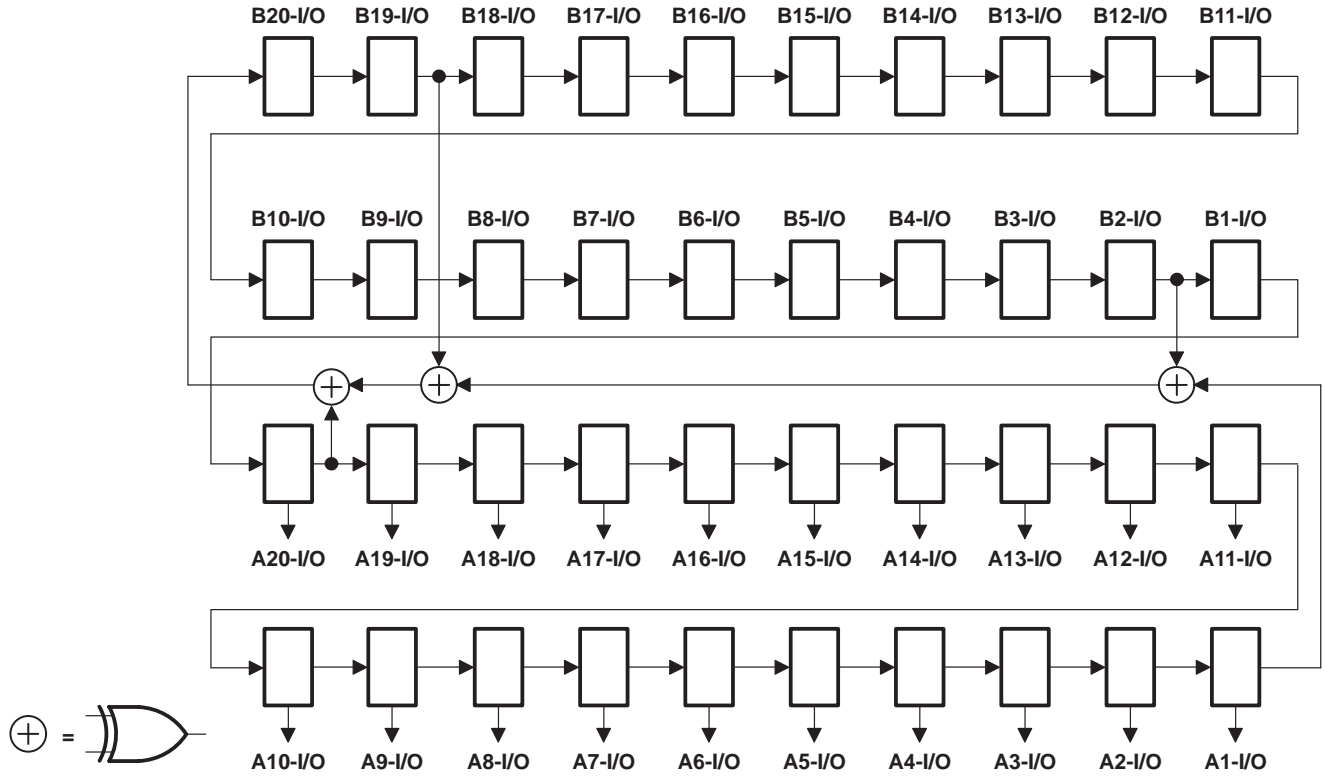 B20-I/O B19-I/O B18-I/O B17-I/O B16-I/O B15-I/O B14-I/O B13-I/O B12-I/O B11-I/O
B10-I/O B9-I/O B8-I/O B7-I/O B6-I/O B5-I/O B4-I/O B3-I/O B2-I/O B1-I/O
A20-I/O A19-I/O A18-I/O A17-I/O A16-I/O A15-I/O A14-I/O A13-I/O A12-I/O A11-I/O
=
A10-I/O A9-I/O A8-I/O A7-I/O A6-I/O A5-I/O A4-I/O A3-I/O A2-I/O A1-I/O